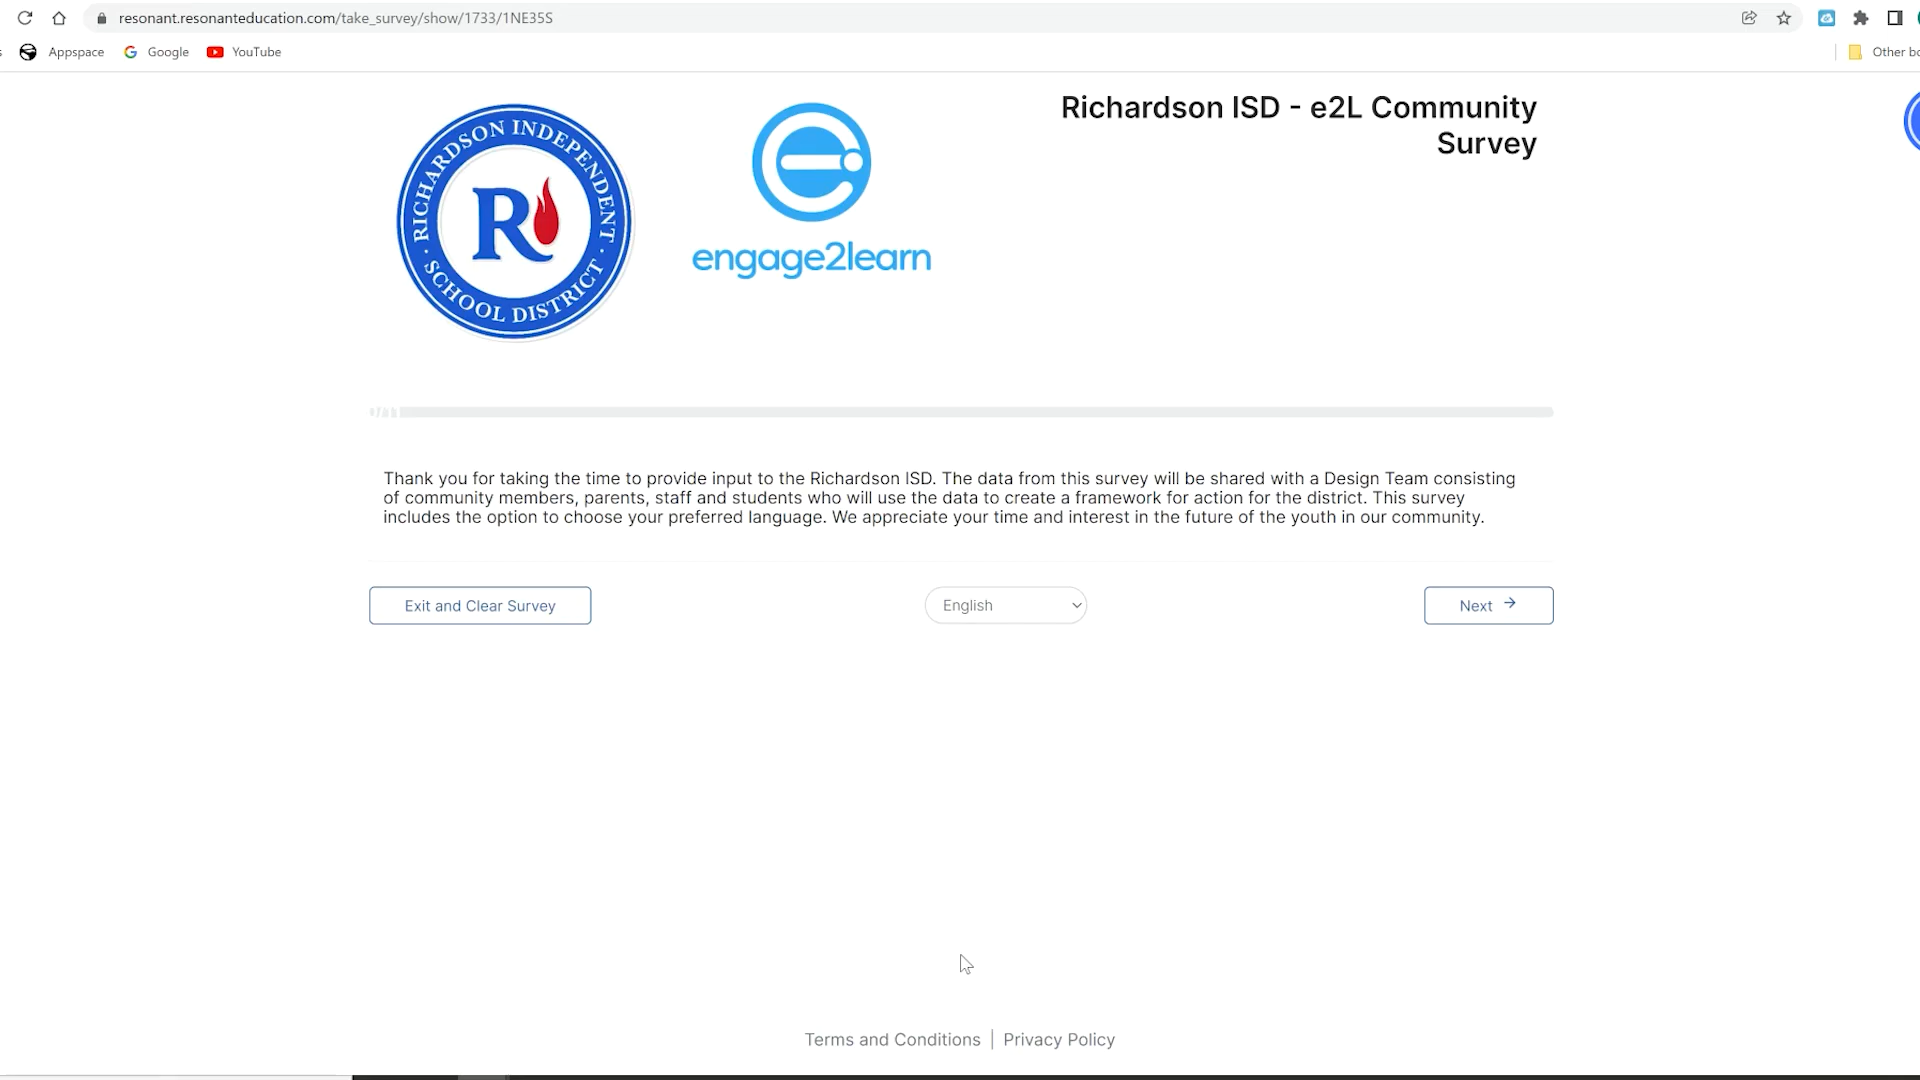 resonant.resonanteducation.com/take_survey/show/1733/1NE35S
Appspace Google YouTube
RICHARDSON INDEPENDENT
SCHOOL DISTRICT
R
engage2learn
Richardson ISD - e2L Community
Survey
Thank you for taking the time to provide input to the Richardson ISD. The data from this survey will be shared with a Design Team consisting
of community members, parents, staff and students who will use the data to create a framework for action for the district. This survey
includes the option to choose your preferred language. We appreciate your time and interest in the future of the youth in our community.
Exit and Clear Survey
English
Next
Terms and Conditions | Privacy Policy